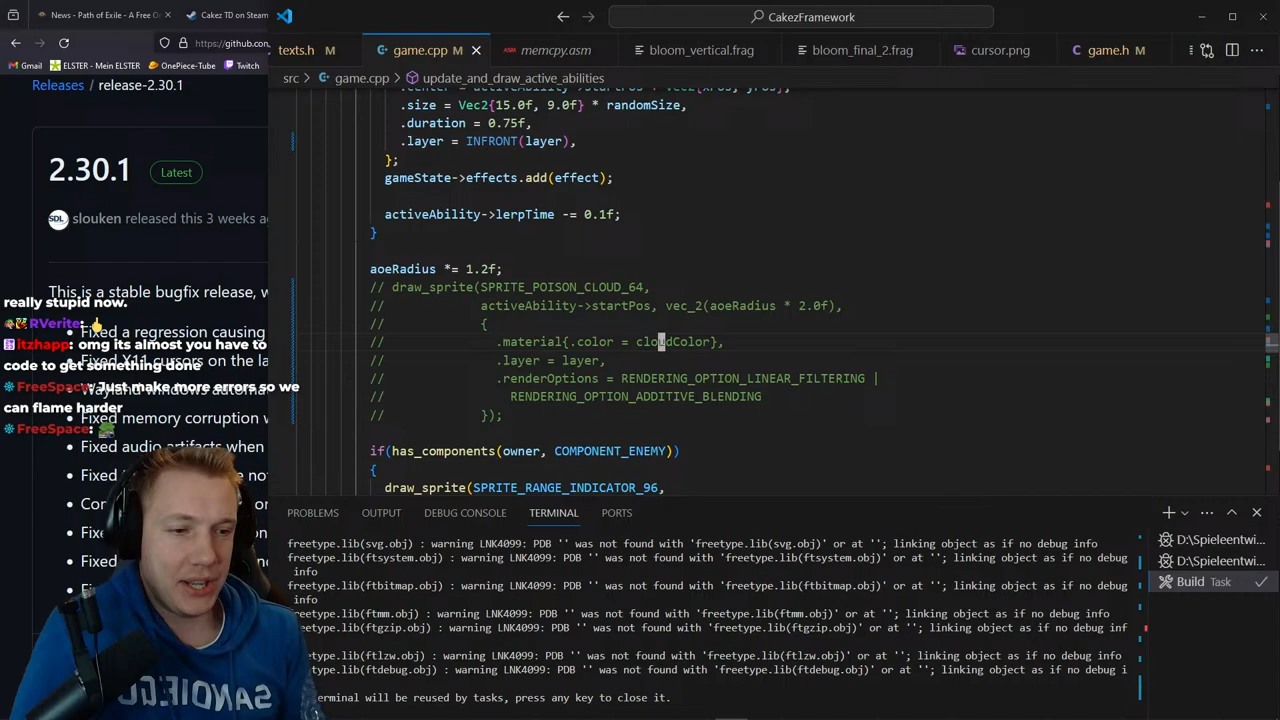 News - Path of Exile - A Free O
Cakez TD on Steam
CakezFramework
https://github.com
Gmail
ELSTER - Mein ELSTER
OnePiece-Tube
Twitch
texts.h M
game.cpp M
memcpy.asm
bloom_vertical.frag
bloom_final_2.frag
cursor.png
game.h M
src > game.cpp > update_and_draw_active_abilities
Releases / release-2.30.1
2.30.1
Latest
slouken released this 3 weeks ag
This is a stable bugfix release, w
Fixed a regression causing
Fixed X11 cursors on the la
Wayland windows automa
Fixed memory corruption w
Fixed audio artifacts when
really stupid now.
RVerite:
itzhapp: omg its almost you have to
code to get something done
FreeSpace: Just make more errors so we
can flame harder
FreeSpace:
.size = Vec2{15.0f, 9.0f} * randomSize,
.duration = 0.75f,
.layer = INFRONT(layer),
};
gameState->effects.add(effect);
activeAbility->lerpTime -= 0.1f;
}
aoeRadius *= 1.2f;
// draw_sprite(SPRITE_POISON_CLOUD_64,
// activeAbility->startPos, vec_2(aoeRadius * 2.0f),
// {
// .material{.color = cloudColor},
// .layer = layer,
// .renderOptions = RENDERING_OPTION_LINEAR_FILTERING |
// RENDERING_OPTION_ADDITIVE_BLENDING
// });
if(has_components(owner, COMPONENT_ENEMY))
{
draw_sprite(SPRITE_RANGE_INDICATOR_96,
PROBLEMS
OUTPUT
DEBUG CONSOLE
TERMINAL
PORTS
freetype.lib(svg.obj) : warning LNK4099: PDB '' was not found with 'freetype.lib(svg.obj)' or at ''; linking object as if no debug info
freetype.lib(ftsystem.obj) : warning LNK4099: PDB '' was not found with 'freetype.lib(ftsystem.obj)' or at ''; linking object as if no debug
info
freetype.lib(ftbitmap.obj) : warning LNK4099: PDB '' was not found with 'freetype.lib(ftbitmap.obj)' or at ''; linking object as if no debug
info
freetype.lib(ftmm.obj) : warning LNK4099: PDB '' was not found with 'freetype.lib(ftmm.obj)' or at ''; linking object as if no debug info
freetype.lib(ftgzip.obj) : warning LNK4099: PDB '' was not found with 'freetype.lib(ftgzip.obj)' or at ''; linking object as if no debug inf
o
freetype.lib(ftlzw.obj) : warning LNK4099: PDB '' was not found with 'freetype.lib(ftlzw.obj)' or at ''; linking object as if no debug info
freetype.lib(ftdebug.obj) : warning LNK4099: PDB '' was not found with 'freetype.lib(ftdebug.obj)' or at ''; linking object as if no debug i
erminal will be reused by tasks, press any key to close it.
D:\Spieleentwi...
D:\Spieleentwi...
Build Task
SANDIEGO